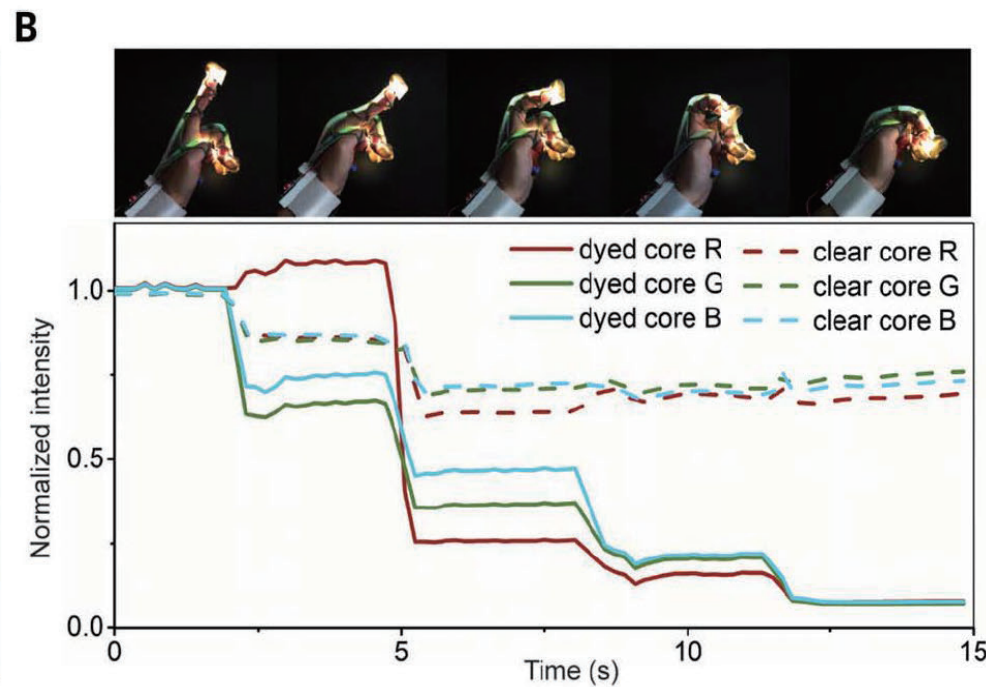 B
dyed core R
clear core R
dyed core G
clear core G
dyed core B
clear core B
Normalized intensity
1.0
0.5
0.0
0
5
10
15
Time (s)